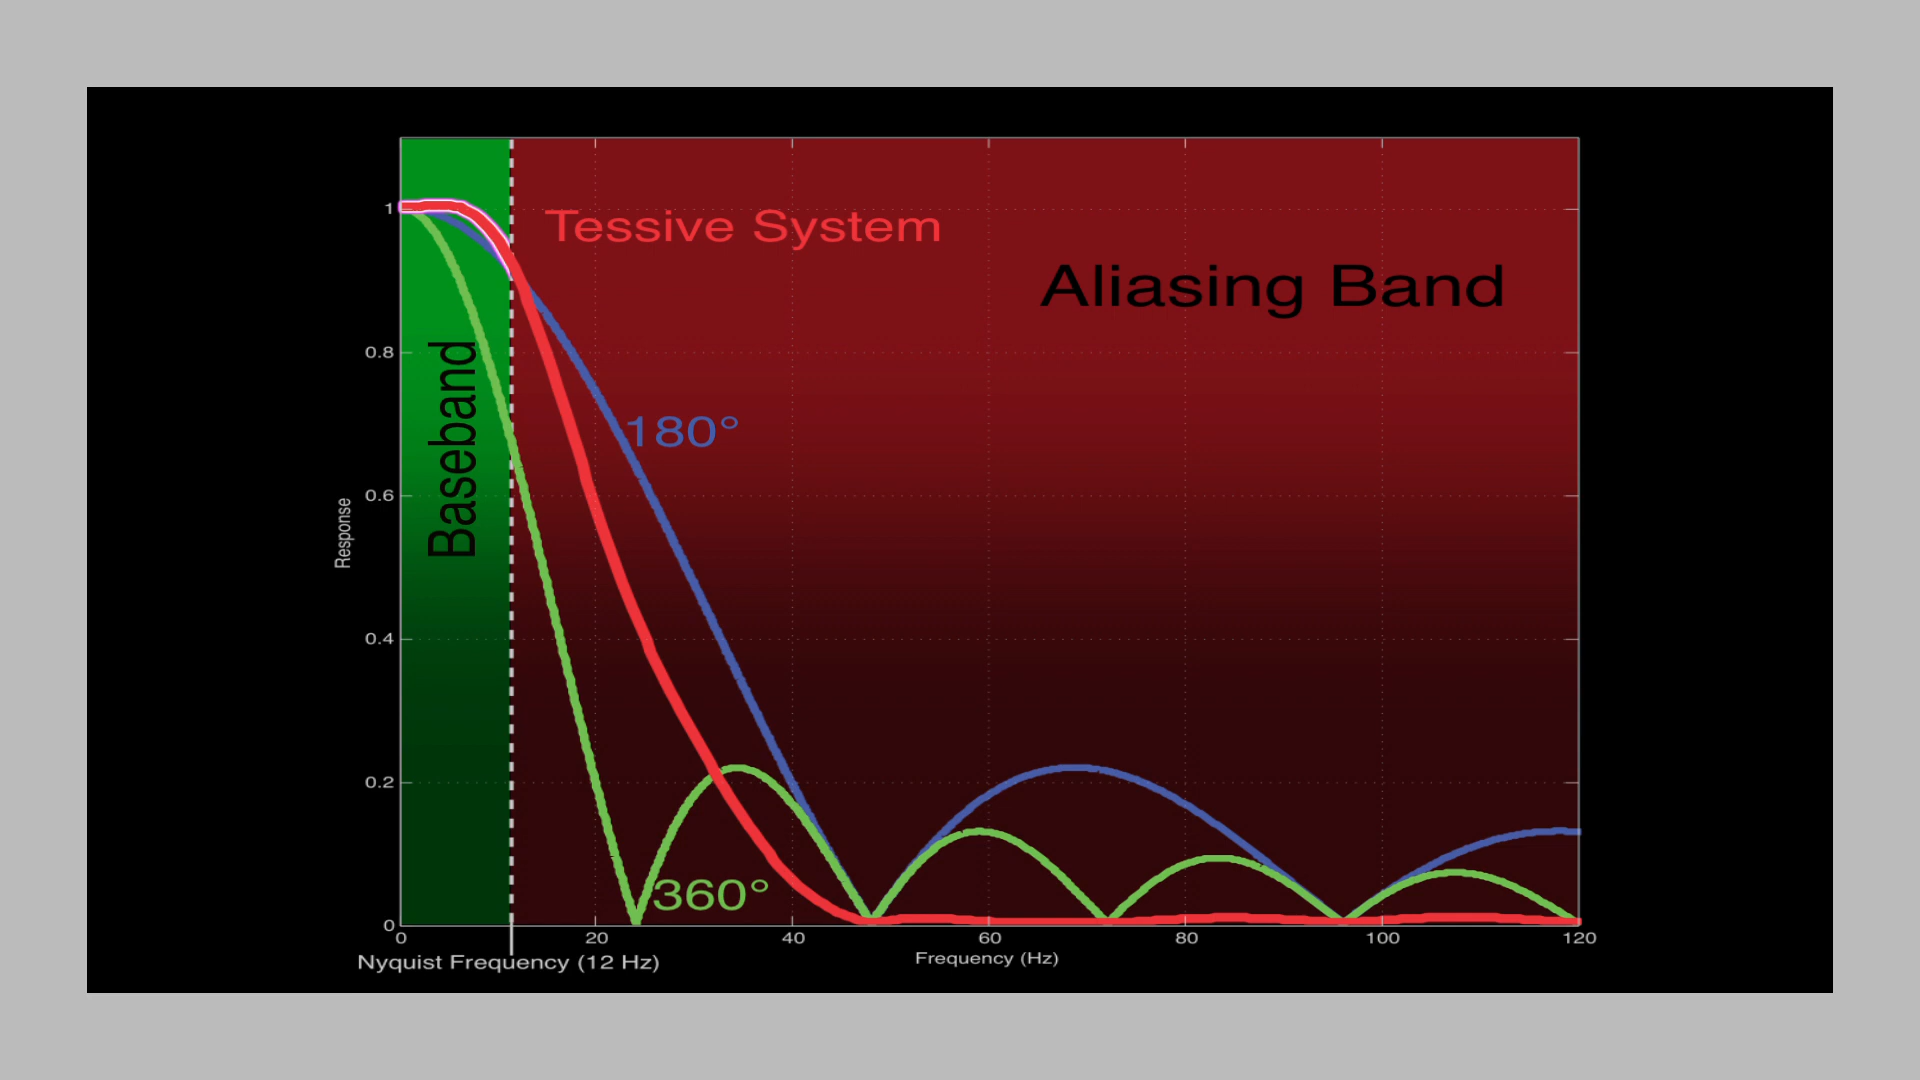 Tessive System
Aliasing Band
180°
Baseband
360°
Response
1
0.8
0.6
0.4
0.2
0
0 20 40 60 80 100 120
Nyquist Frequency (12 Hz)
Frequency (Hz)